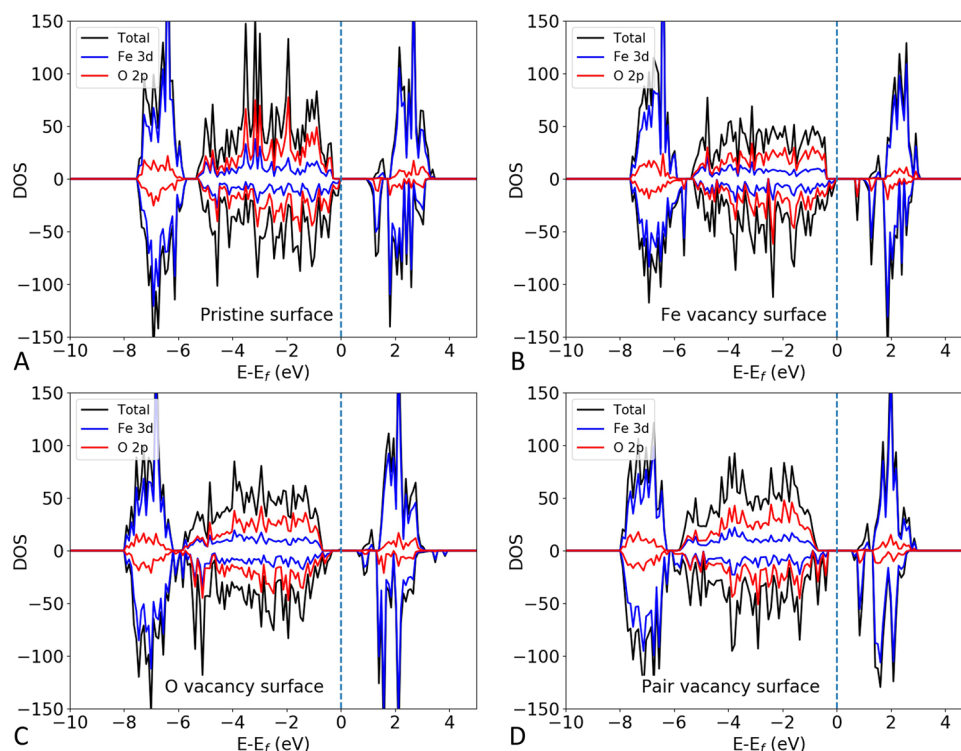 150
100
50
0
−50
−100
−150
DOS
Total
Fe 3d
O 2p
Pristine surface
−10 −8 −6 −4 −2 0 2 4
E-E_f (eV)
A
150
100
50
0
−50
−100
−150
DOS
Total
Fe 3d
O 2p
Fe vacancy surface
−10 −8 −6 −4 −2 0 2 4
E-E_f (eV)
B
150
100
50
0
−50
−100
−150
DOS
Total
Fe 3d
O 2p
O vacancy surface
−10 −8 −6 −4 −2 0 2 4
E-E_f (eV)
C
150
100
50
0
−50
−100
−150
DOS
Total
Fe 3d
O 2p
Pair vacancy surface
−10 −8 −6 −4 −2 0 2 4
E-E_f (eV)
D